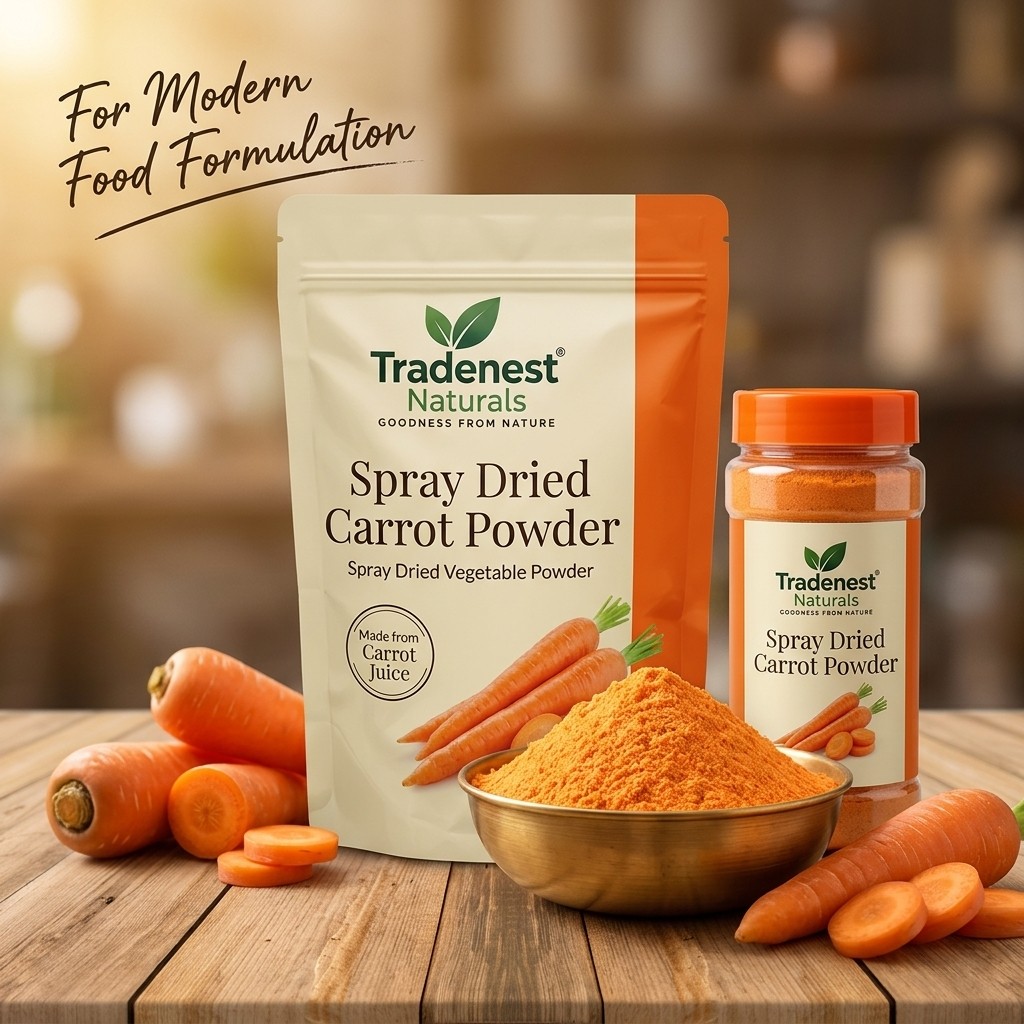 For Modern
Food Formulation
Tradenest®
Naturals
GOODNESS FROM NATURE
Spray Dried
Carrot Powder
Spray Dried Vegetable Powder
Made from
Carrot
Juice
Tradenest®
Naturals
GOODNESS FROM NATURE
Spray Dried
Carrot Powder